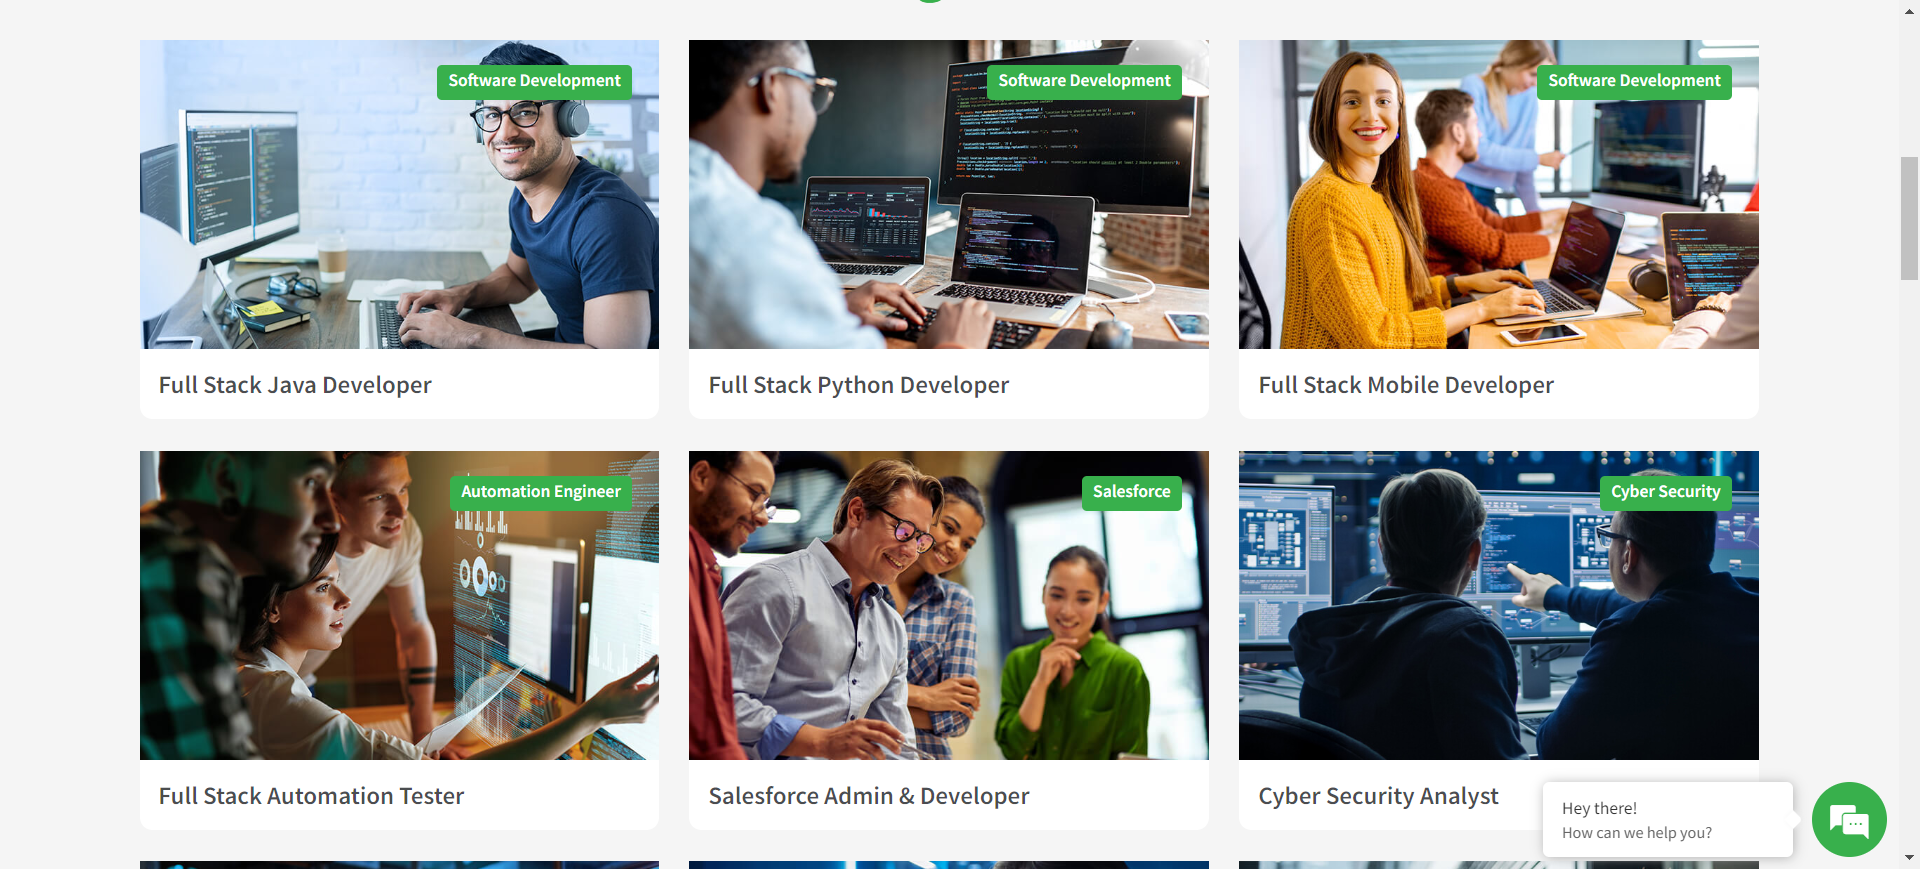 Software Development
Software Development
Software Development
Full Stack Java Developer
Full Stack Python Developer
Full Stack Mobile Developer
Automation Engineer
Salesforce
Cyber Security
Full Stack Automation Tester
Salesforce Admin & Developer
Cyber Security Analyst
Hey there!
How can we help you?